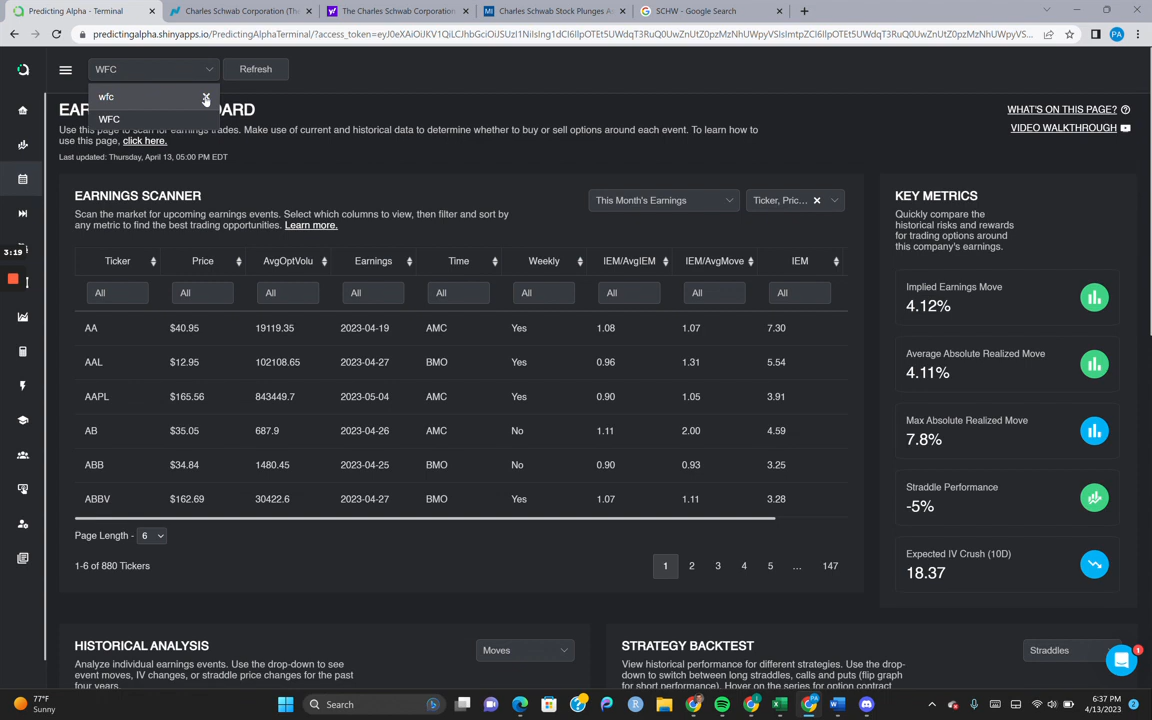 Predicting Alpha - Terminal
Charles Schwab Corporation (Th
The Charles Schwab Corporation
Charles Schwab Stock Plunges A
SCHW - Google Search
predictingalpha.shinyapps.io/PredictingAlphaTerminal/?access_token=
PA
WFC
Refresh
wfc
WFC
EAR
ARD
Use this page to scan for earnings trades. Make use of current and historical data to determine whether to buy or sell options around each event. To learn how to
use this page, click here.
Last updated: Thursday, April 13, 05:00 PM EDT
WHAT'S ON THIS PAGE?
VIDEO WALKTHROUGH
EARNINGS SCANNER
Scan the market for upcoming earnings events. Select which columns to view, then filter and sort by
any metric to find the best trading opportunities. Learn more.
This Month's Earnings
Ticker, Pric...
Ticker Price AvgOptVolu Earnings Time Weekly IEM/AvgIEM IEM/AvgMove IEM
All All All All All All All All All
AA $40.95 19119.35 2023-04-19 AMC Yes 1.08 1.07 7.30
AAL $12.95 102108.65 2023-04-27 BMO Yes 0.96 1.31 5.54
AAPL $165.56 843449.7 2023-05-04 AMC Yes 0.90 1.05 3.91
AB $35.05 687.9 2023-04-26 AMC No 1.11 2.00 4.59
ABB $34.84 1480.45 2023-04-25 BMO No 0.90 0.93 3.25
ABBV $162.69 30422.6 2023-04-27 BMO Yes 1.07 1.11 3.28
Page Length - 6
1-6 of 880 Tickers
1 2 3 4 5 ... 147
KEY METRICS
Quickly compare the
historical risks and rewards
for trading options around
this company's earnings.
Implied Earnings Move
4.12%
Average Absolute Realized Move
4.11%
Max Absolute Realized Move
7.8%
Straddle Performance
-5%
Expected IV Crush (10D)
18.37
HISTORICAL ANALYSIS
Analyze individual earnings events. Use the drop-down to see
event moves, IV changes, or straddle price changes for the past
four years.
Moves
STRATEGY BACKTEST
View historical performance for different strategies. Use the drop-
down to switch between long straddles, calls and puts (flip graph
for short performance). Hover on the series for option contract
Straddles
1
3:19
77°F
Sunny
Search
6:37 PM
4/13/2023
2